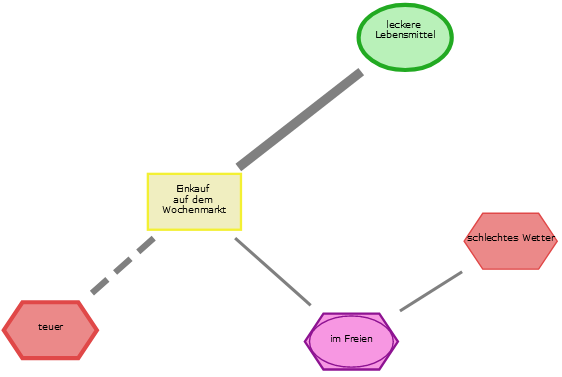 leckere
Lebensmittel
Einkauf
auf dem
Wochenmarkt
schlechtes Wetter
teuer
im Freien